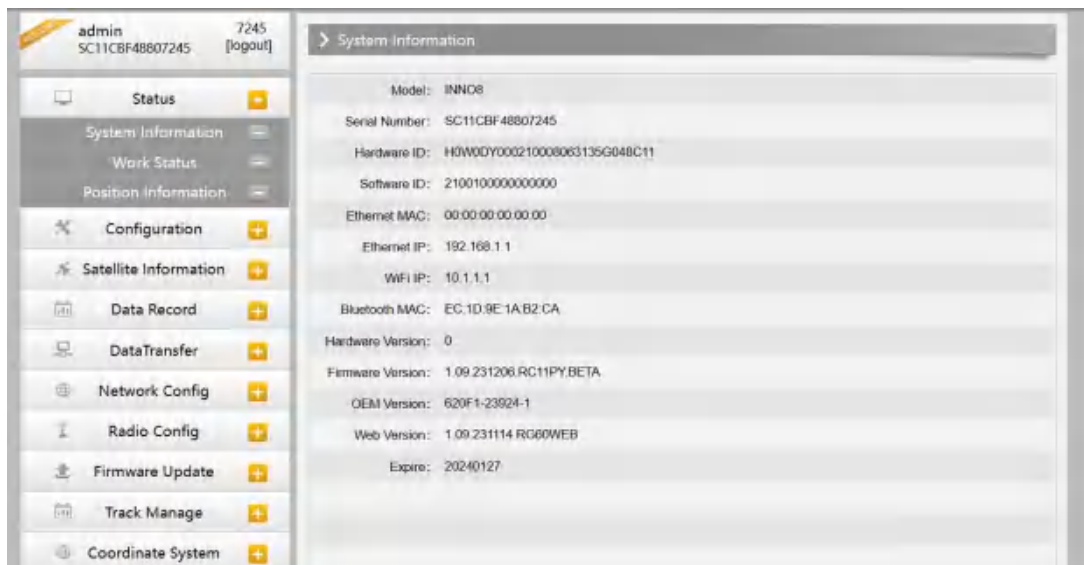 admin 7245
SC11CBF48807245 [logout]
Status
System Information
Work Status
Position Information
Configuration
Satellite Information
Data Record
DataTransfer
Network Config
Radio Config
Firmware Update
Track Manage
Coordinate System
System Information
Model: INNO8
Serial Number: SC11CBF48807245
Hardware ID: H0W0DY000210008063135G048C11
Software ID: 2100100000000000
Ethernet MAC: 00:00:00:00:00:00
Ethernet IP: 192.168.1.1
WiFi IP: 10.1.1.1
Bluetooth MAC: EC:1D:9E:1A:B2:CA
Hardware Version: 0
Firmware Version: 1.09.231206.RC11PY.BETA
OEM Version: 620F1-23924-1
Web Version: 1.09.231114.RG60WEB
Expire: 20240127